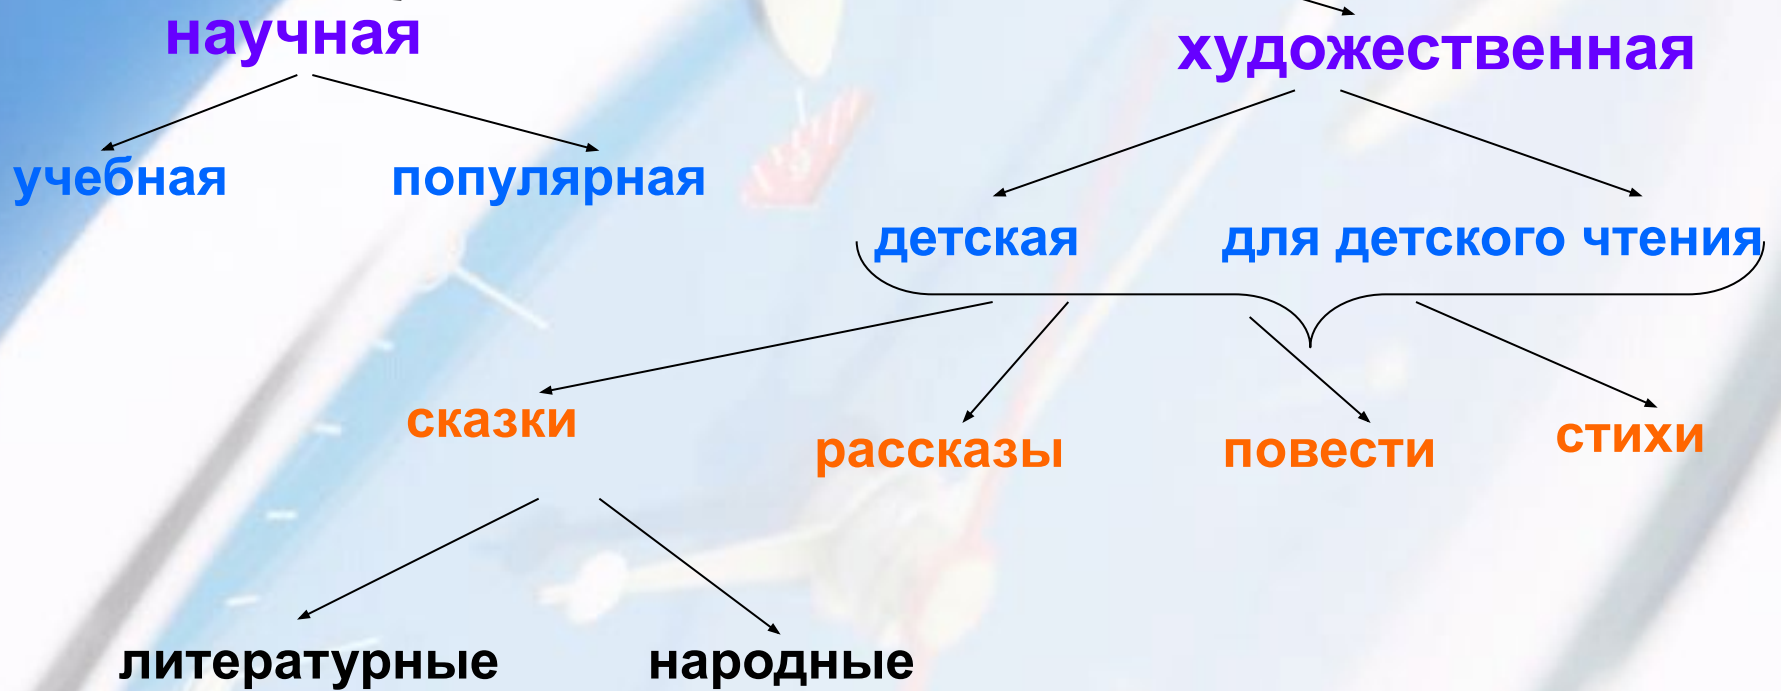 научная
художественная
учебная
популярная
детская
для детского чтения
сказки
рассказы
повести
стихи
литературные
народные